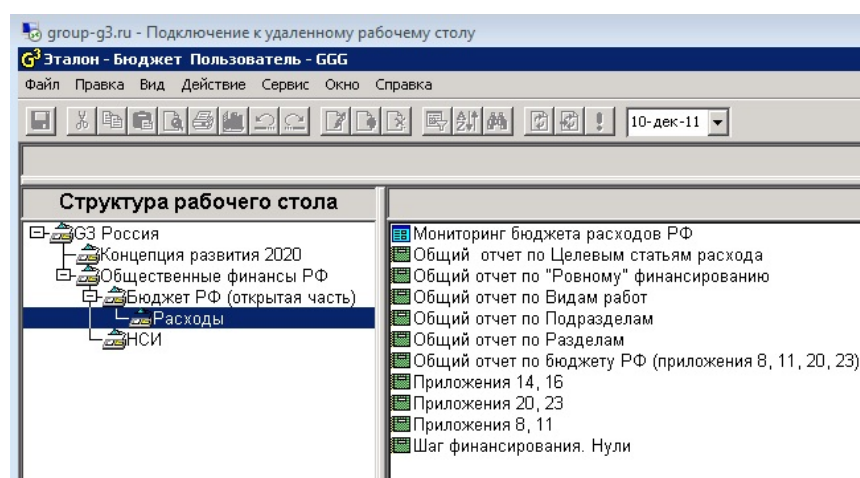 group-g3.ru - Подключение к удаленному рабочему столу
G3 Эталон - Бюджет Пользователь - GGG
Файл Правка Вид Действие Сервис Окно Справка
10-дек-11
Структура рабочего стола
G3 Россия
Концепция развития 2020
Общественные финансы РФ
Бюджет РФ (открытая часть)
Расходы
НСИ
Мониторинг бюджета расходов РФ
Общий отчет по Целевым статьям расхода
Общий отчет по "Ровному" финансированию
Общий отчет по Видам работ
Общий отчет по Подразделам
Общий отчет по Разделам
Общий отчет по бюджету РФ (приложения 8, 11, 20, 23)
Приложения 14, 16
Приложения 20, 23
Приложения 8, 11
Шаг финансирования. Нули